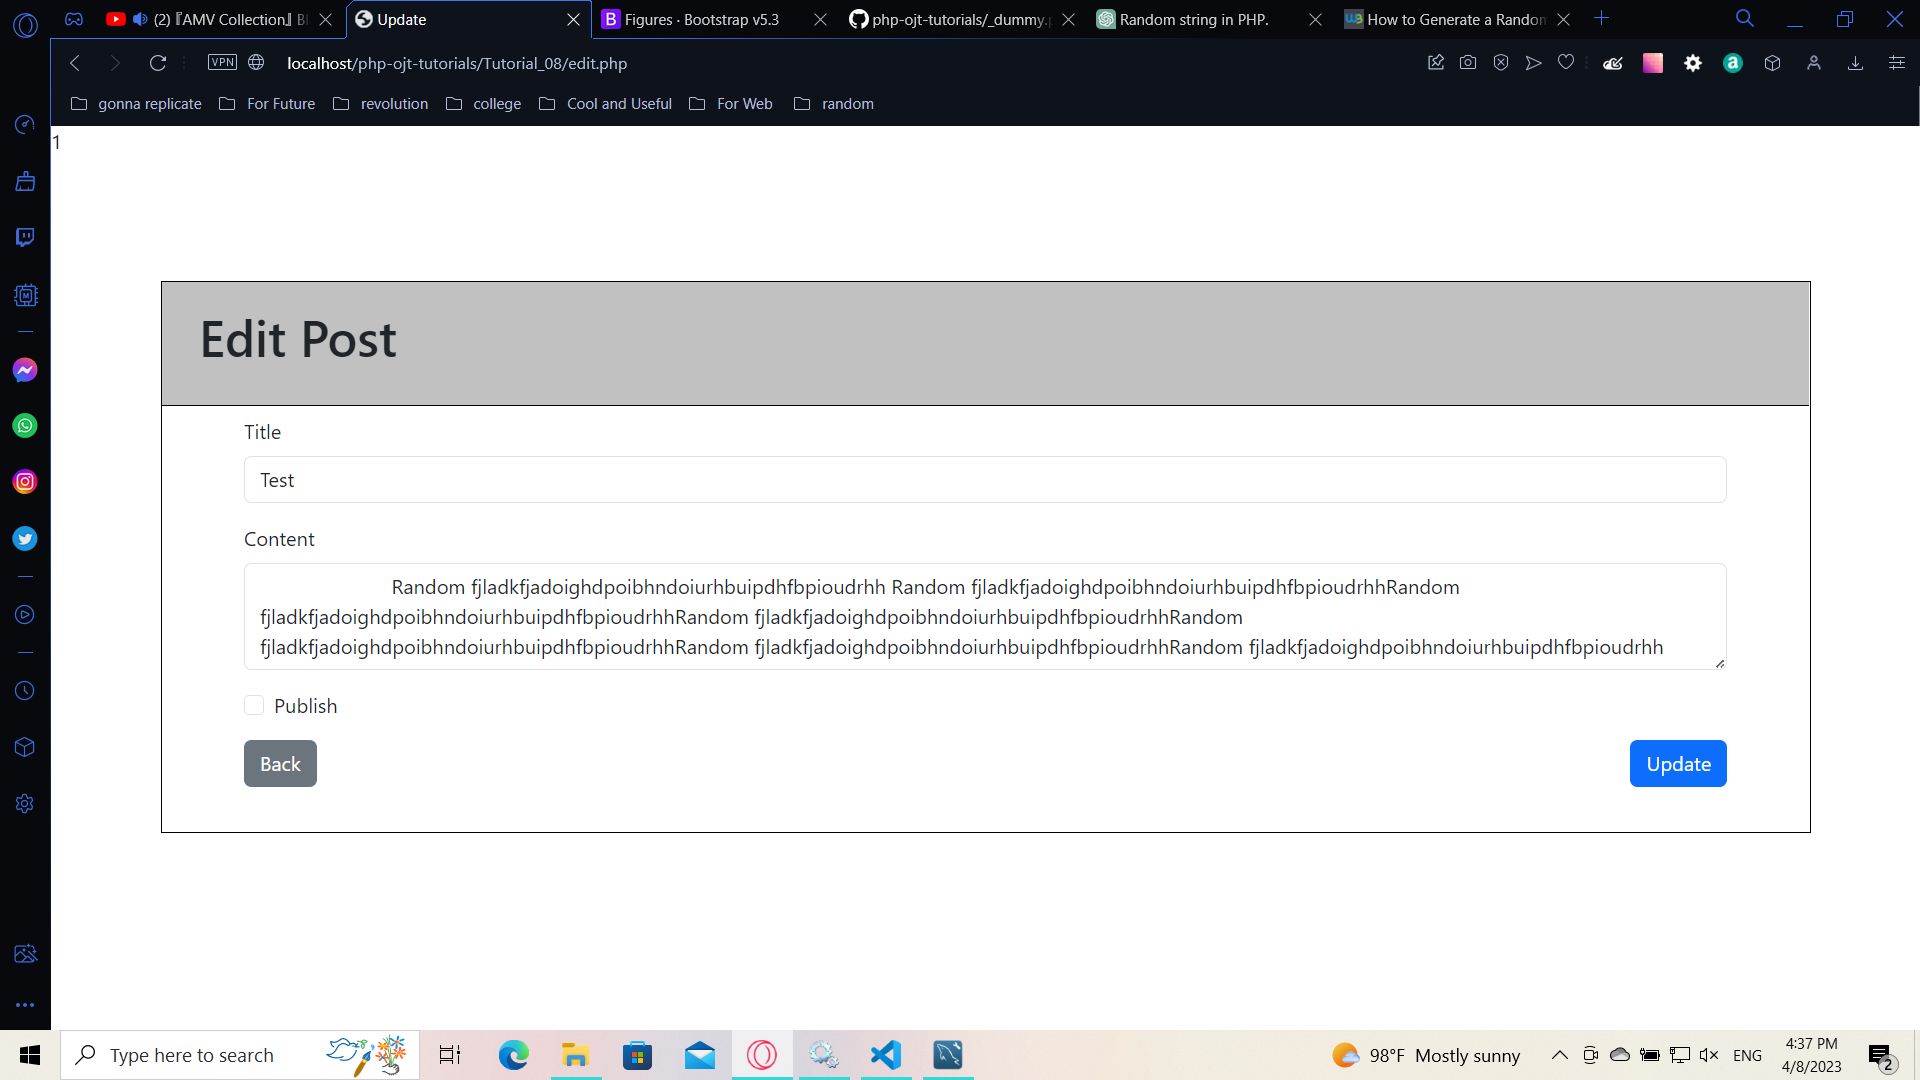 (2) 『AMV Collection』 Bl
Update
Figures · Bootstrap v5.3
php-ojt-tutorials/_dummy.p
Random string in PHP.
How to Generate a Random
VPN
localhost/php-ojt-tutorials/Tutorial_08/edit.php
gonna replicate
For Future
revolution
college
Cool and Useful
For Web
random
1
Edit Post
Title
Test
Content
Random fjladkfjadoighdpoibhndoiurhbuipdhfbpioudrhh Random fjladkfjadoighdpoibhndoiurhbuipdhfbpioudrhhRandom
fjladkfjadoighdpoibhndoiurhbuipdhfbpioudrhhRandom fjladkfjadoighdpoibhndoiurhbuipdhfbpioudrhhRandom
fjladkfjadoighdpoibhndoiurhbuipdhfbpioudrhhRandom fjladkfjadoighdpoibhndoiurhbuipdhfbpioudrhhRandom fjladkfjadoighdpoibhndoiurhbuipdhfbpioudrhh
Publish
Back
Update
Type here to search
98°F Mostly sunny
ENG
4:37 PM
4/8/2023
2